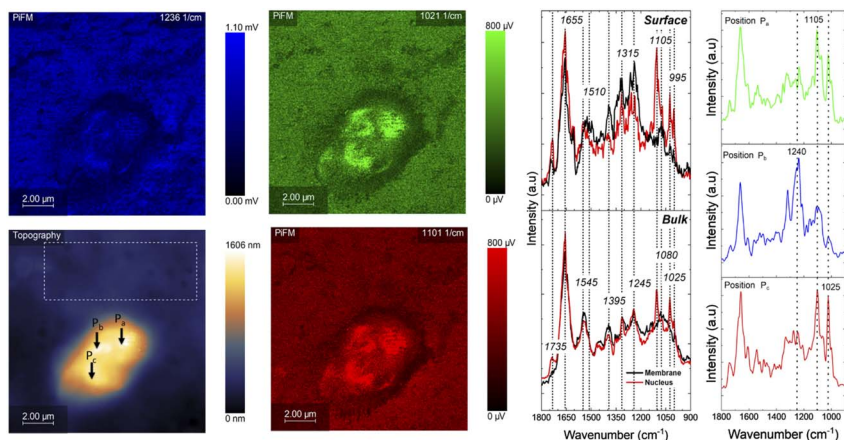 PiFM 1236 1/cm
2.00 µm
1.10 mV
0.00 mV
PiFM 1021 1/cm
2.00 µm
800 µV
0 µV
Topography
Pb
Pa
Pc
2.00 µm
1606 nm
0 nm
PiFM 1101 1/cm
2.00 µm
800 µV
0 µV
Intensity (a.u)
1655
Surface
1105
1315
1510
995
Bulk
1080
1545
1245
1025
1395
1735
Membrane
Nucleus
1800 1650 1500 1350 1200 1050 900
Wavenumber (cm-1)
Position Pa
1105
Intensity (a.u)
Position Pb
1240
Intensity (a.u)
Position Pc
1025
Intensity (a.u)
1800 1600 1400 1200 1000
Wavenumber (cm-1)